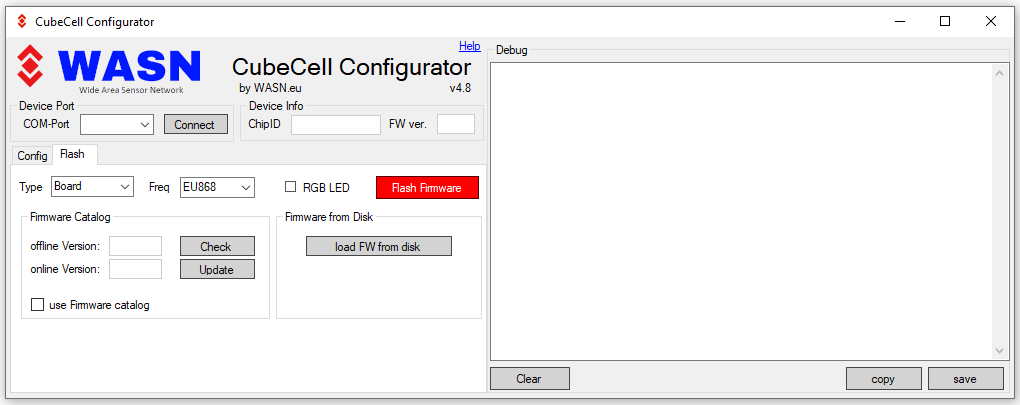 CubeCell Configurator
WASN
Wide Area Sensor Network
Help
CubeCell Configurator
by WASN.eu v4.8
Device Port
COM-Port Connect
Device Info
ChipID FW ver.
Config Flash
Type Board Freq EU868 RGB LED Flash Firmware
Firmware Catalog
offline Version: Check
online Version: Update
use Firmware catalog
Firmware from Disk
load FW from disk
Debug
Clear copy save